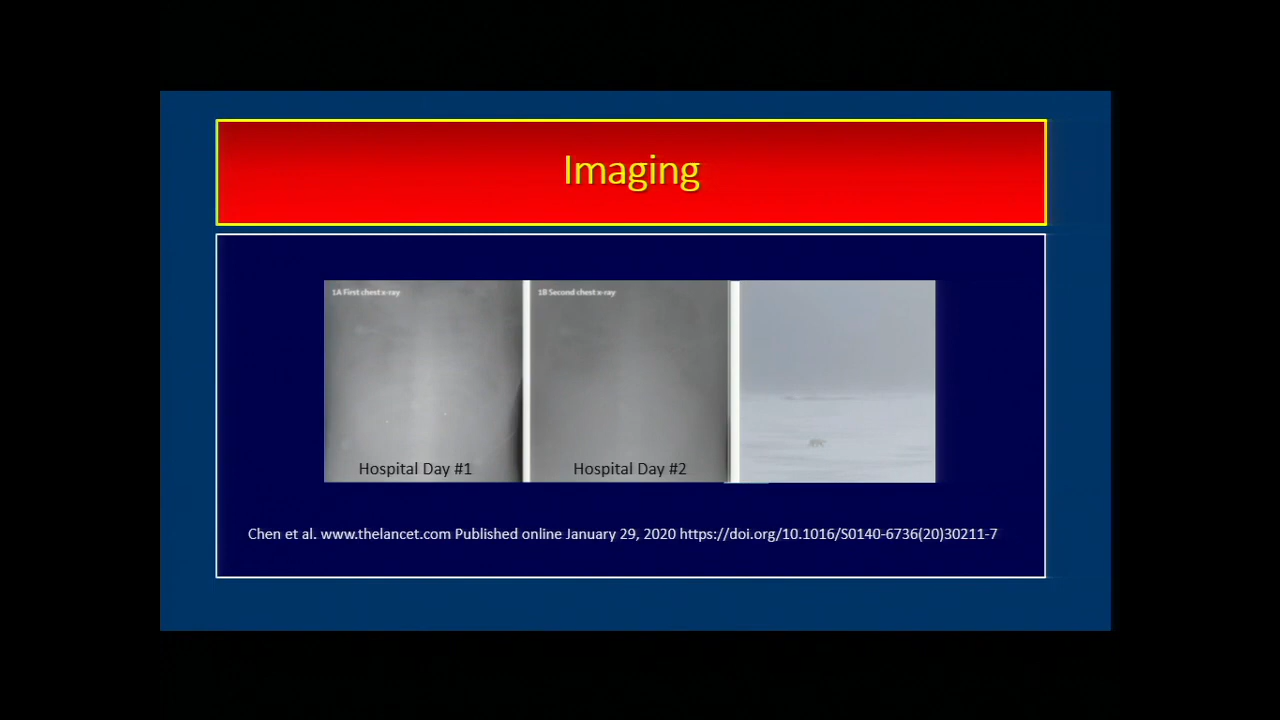 Imaging
1A First chest x-ray
1B Second chest x-ray
Hospital Day #1
Hospital Day #2
Chen et al. www.thelancet.com Published online January 29, 2020 https://doi.org/10.1016/S0140-6736(20)30211-7